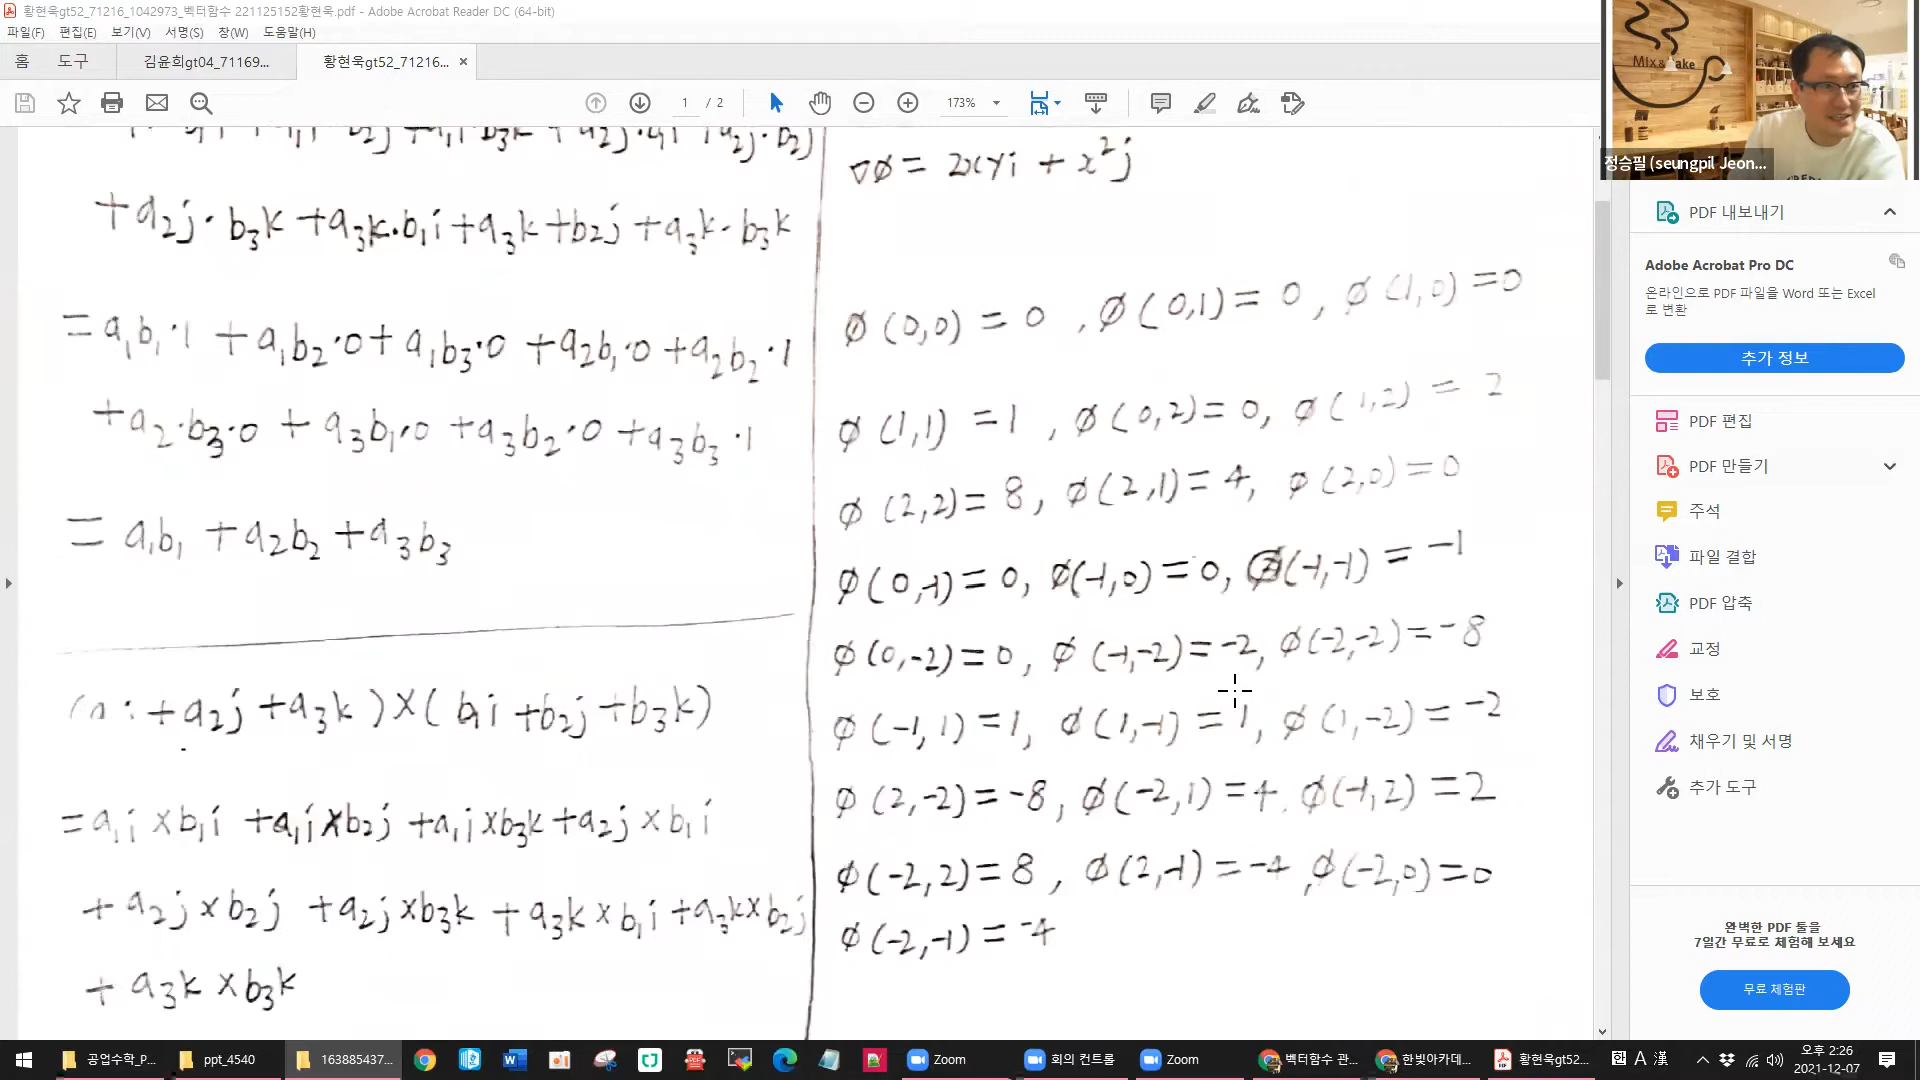 황현욱gt52_71216_1042973_벡터함수 221125152황현욱.pdf - Adobe Acrobat Reader DC (64-bit)
파일(F) 편집(E) 보기(V) 서명(S) 창(W) 도움말(H)
홈 도구 김윤희gt04_71169... 황현욱gt52_71216... ×
1 / 2 173%
Mix&
정승필 (seungpil Jeon...
+a₂j·b₃k +a₃k·b₁i +a₃k+b₂j +a₃k·b₃k
=a₁b₁·1 +a₁b₂·0+a₁b₃·0 +a₂b₁·0 +a₂b₂·1
+a₂·b₃·0 + a₃b₁·0 +a₃b₂·0 +a₃b₃·1
= a₁b₁ +a₂b₂ +a₃b₃
+a₂j +a₃k )×( b₁i +b₂j +b₃k)
=a₁i ×b₁i +a₁i×b₂j +a₁i×b₃k+a₂j×b₁i
+a₂j×b₂j +a₂j×b₃k +a₃k×b₁i +a₃k×b₂j
+ a₃k ×b₃k
▽ø = 2xyi + x²j
ø(0,0) = 0 , ø(0,1) = 0, ø(1,0) =0
ø(1,1) =1 , ø(0,2)= 0, ø(1,2) = 2
ø(2,2)= 8, ø(2,1)= 4, ø(2,0)=0
ø(0,-1)=0, ø(-1,0)=0, ø(-1,-1) = -1
ø(0,-2)=0, ø(-1,-2)=-2, ø(-2,-2)=-8
ø(-1,1)=1, ø(1,-1)=1, ø(1,-2)=-2
ø(2,-2)=-8, ø(-2,1)=4, ø(-1,2)=2
ø(-2,2)=8, ø(2,-1)=-4, ø(-2,0)=0
ø(-2,-1)=-4
PDF 내보내기
Adobe Acrobat Pro DC
온라인으로 PDF 파일을 Word 또는 Excel
로 변환
추가 정보
PDF 편집
PDF 만들기
주석
파일 결합
PDF 압축
교정
보호
채우기 및 서명
추가 도구
완벽한 PDF 툴을
7일간 무료로 체험해 보세요
무료 체험판
공업수학_P... ppt_4540 163885437... Zoom 회의 컨트롤 Zoom 벡터함수 관... 한빛아카데... 황현욱gt52... 한 A 漢 오후 2:26
2021-12-07